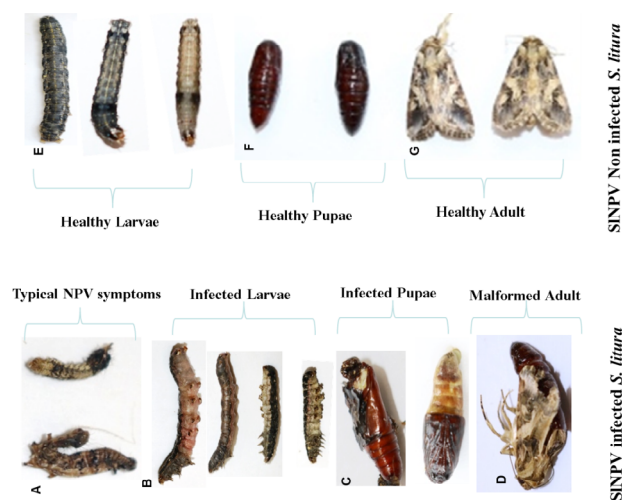 E
F
G
Healthy Larvae
Healthy Pupae
Healthy Adult
SlNPV Non infected S. litura
Typical NPV symptoms
Infected Larvae
Infected Pupae
Malformed Adult
A
B
C
D
SlNPV infected S. litura